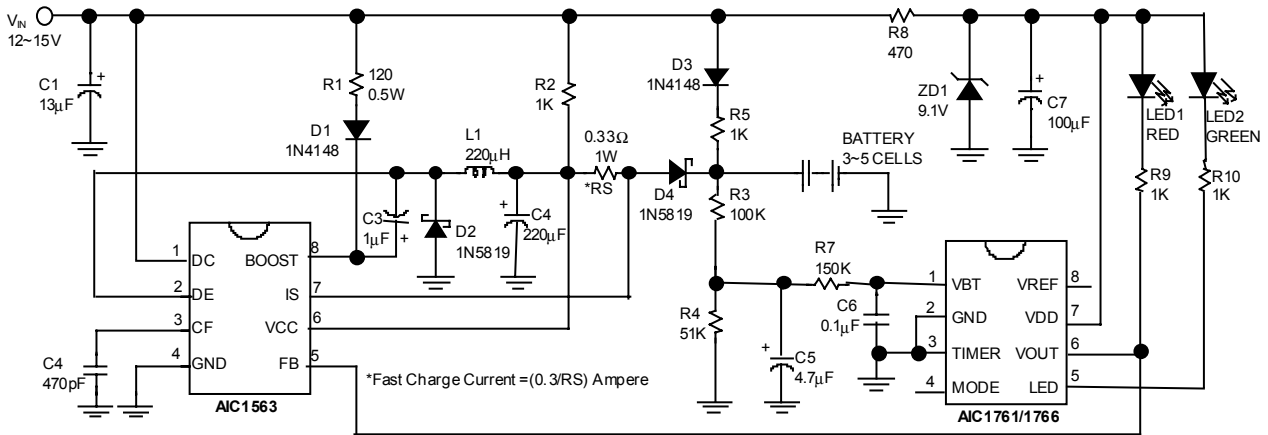 VIN
12~15V
C1
+
13μF
R1
120
0.5W
D1
1N4148
R2
1K
L1
220μH
0.33Ω
1W
*RS
D3
1N4148
R5
1K
R8
470
ZD1
9.1V
+
C7
100μF
LED1
RED
LED2
GREEN
R9
1K
R10
1K
BATTERY
3~5 CELLS
C3
1μF
+
D2
1N5819
+
C4
220μF
D4
1N5819
R3
100K
R7
150K
C6
0.1μF
R4
51K
+
C5
4.7μF
1 DC
2 DE
3 CF
4 GND
BOOST 8
IS 7
VCC 6
FB 5
AIC1563
C4
470pF
*Fast Charge Current =(0.3/RS) Ampere
1 VBT
2 GND
3 TIMER
4 MODE
VREF 8
VDD 7
VOUT 6
LED 5
AIC1761/1766